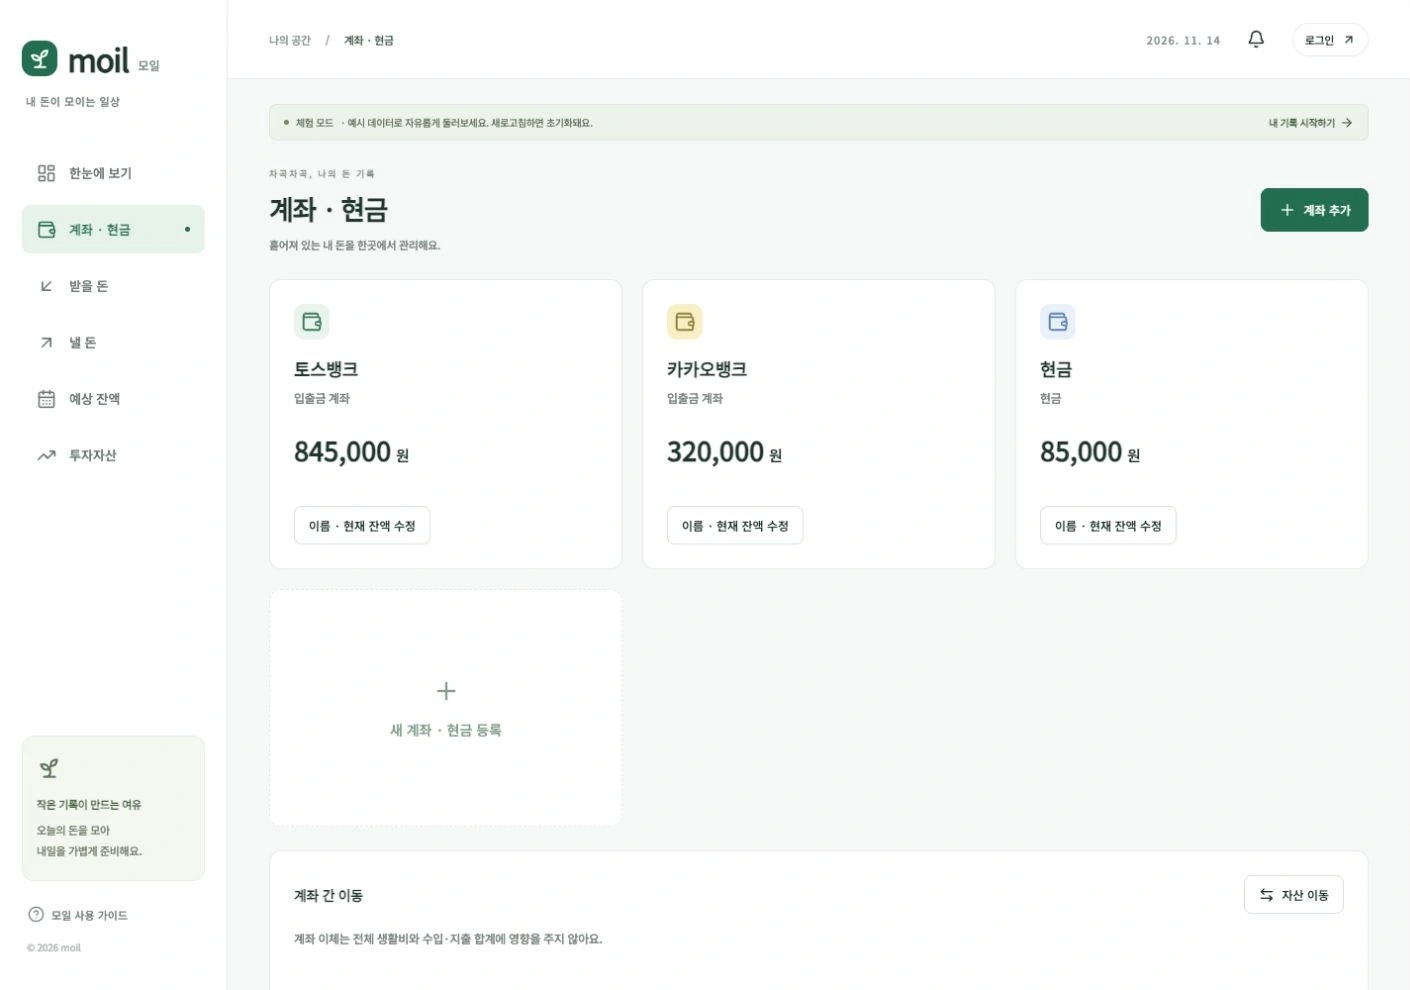 moil 모일
내 돈이 모이는 일상
한눈에 보기
계좌 · 현금
받을 돈
낼 돈
예상 잔액
투자자산
작은 기록이 만드는 여유
오늘의 돈을 모아
내일을 가볍게 준비해요.
모일 사용 가이드
© 2026 moil
나의 공간 / 계좌 · 현금
2026. 11. 14
로그인
체험 모드 · 예시 데이터로 자유롭게 둘러보세요. 새로고침하면 초기화돼요.
내 기록 시작하기
차곡차곡, 나의 돈 기록
계좌 · 현금
흩어져 있는 내 돈을 한곳에서 관리해요.
계좌 추가
토스뱅크
입출금 계좌
845,000 원
이름 · 현재 잔액 수정
카카오뱅크
입출금 계좌
320,000 원
이름 · 현재 잔액 수정
현금
현금
85,000 원
이름 · 현재 잔액 수정
새 계좌 · 현금 등록
계좌 간 이동
자산 이동
계좌 이체는 전체 생활비와 수입·지출 합계에 영향을 주지 않아요.